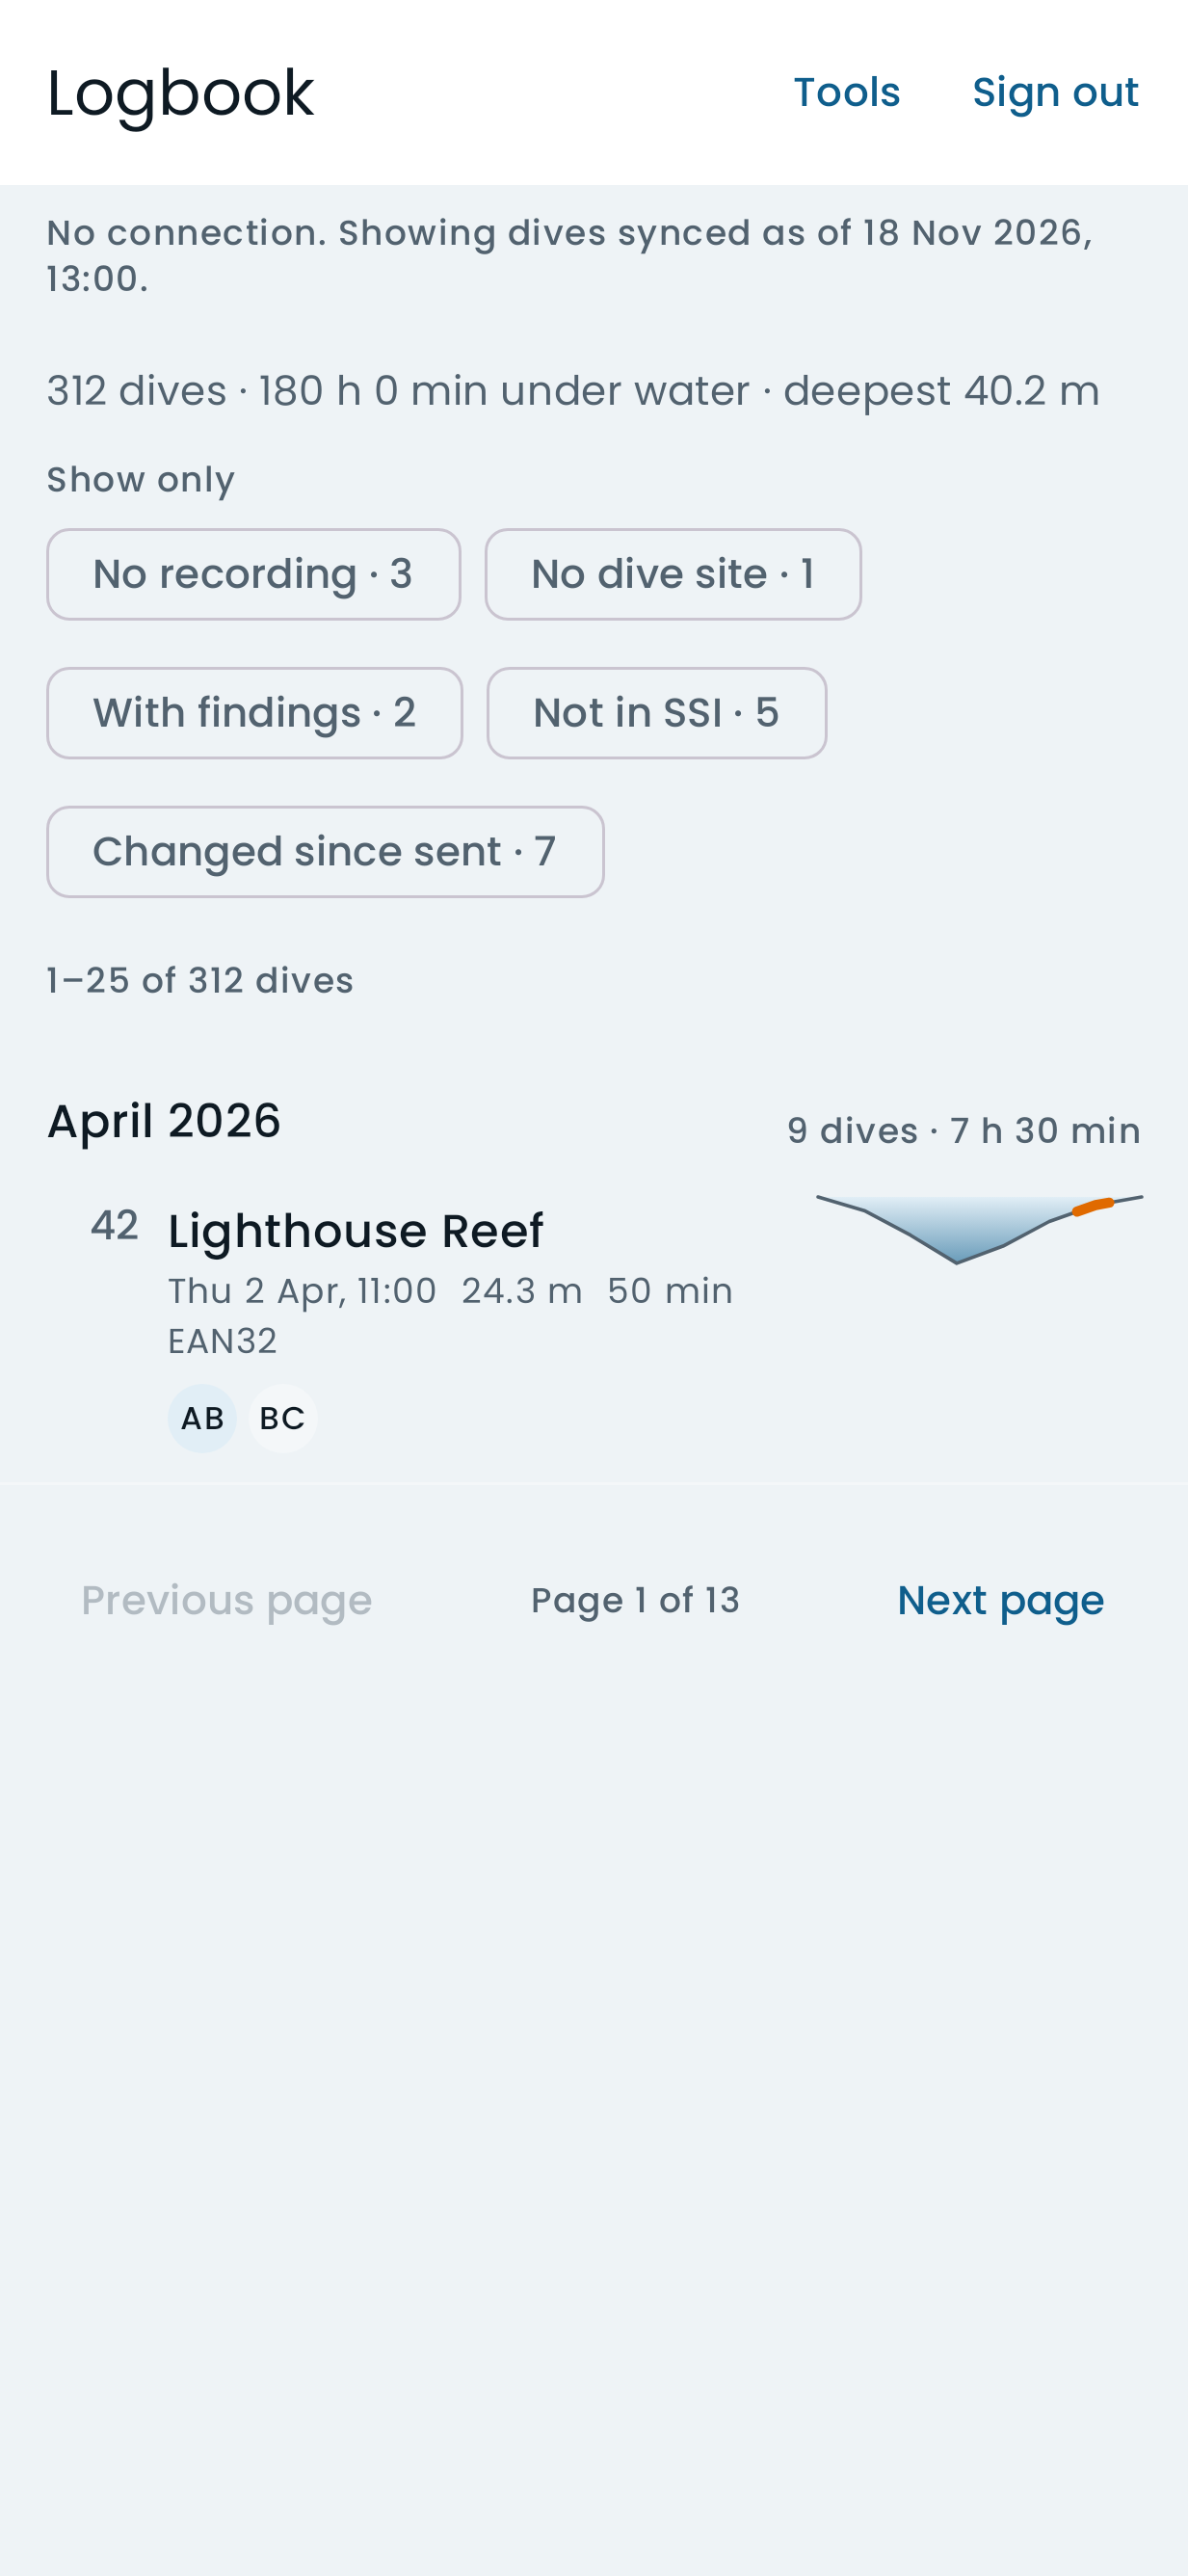 Logbook
Tools
Sign out
No connection. Showing dives synced as of 18 Nov 2026,
13:00.
312 dives · 180 h 0 min under water · deepest 40.2 m
Show only
No recording · 3
No dive site · 1
With findings · 2
Not in SSI · 5
Changed since sent · 7
1–25 of 312 dives
April 2026
9 dives · 7 h 30 min
42
Lighthouse Reef
Thu 2 Apr, 11:00 24.3 m 50 min
EAN32
AB BC
Previous page
Page 1 of 13
Next page